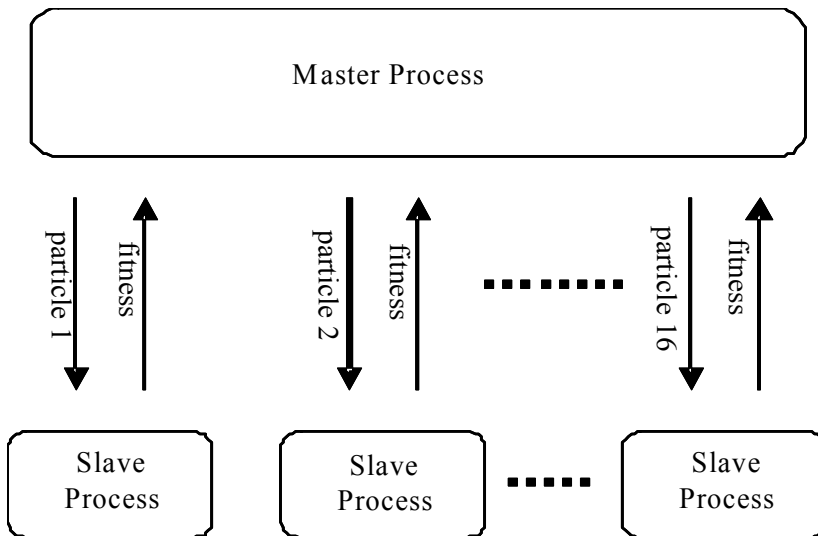 Master Process
particle 1
fitness
particle 2
fitness
particle 16
fitness
Slave
Process
Slave
Process
Slave
Process